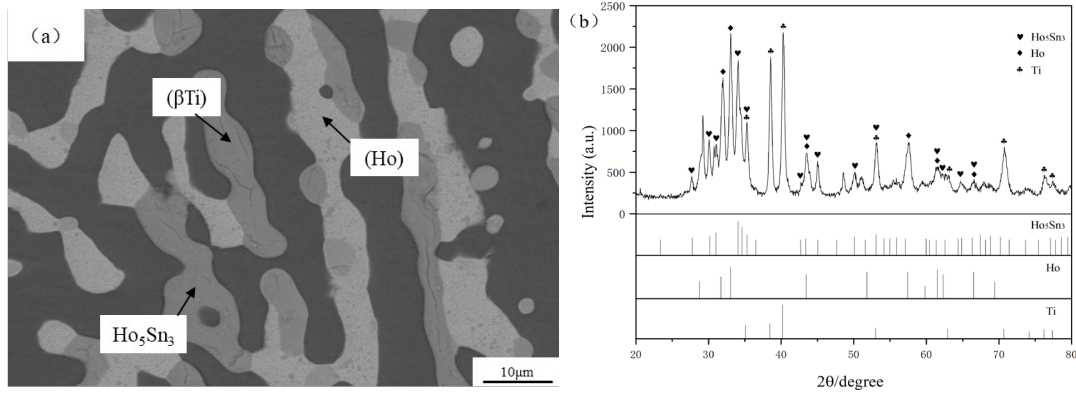 (a)
(βTi)
(Ho)
Ho₅Sn₃
10μm
(b)
2500
2000
1500
1000
500
0
Intensity (a.u.)
♥ Ho₅Sn₃
♦ Ho
♣ Ti
Ho₅Sn₃
Ho
Ti
20 30 40 50 60 70 80
2θ/degree